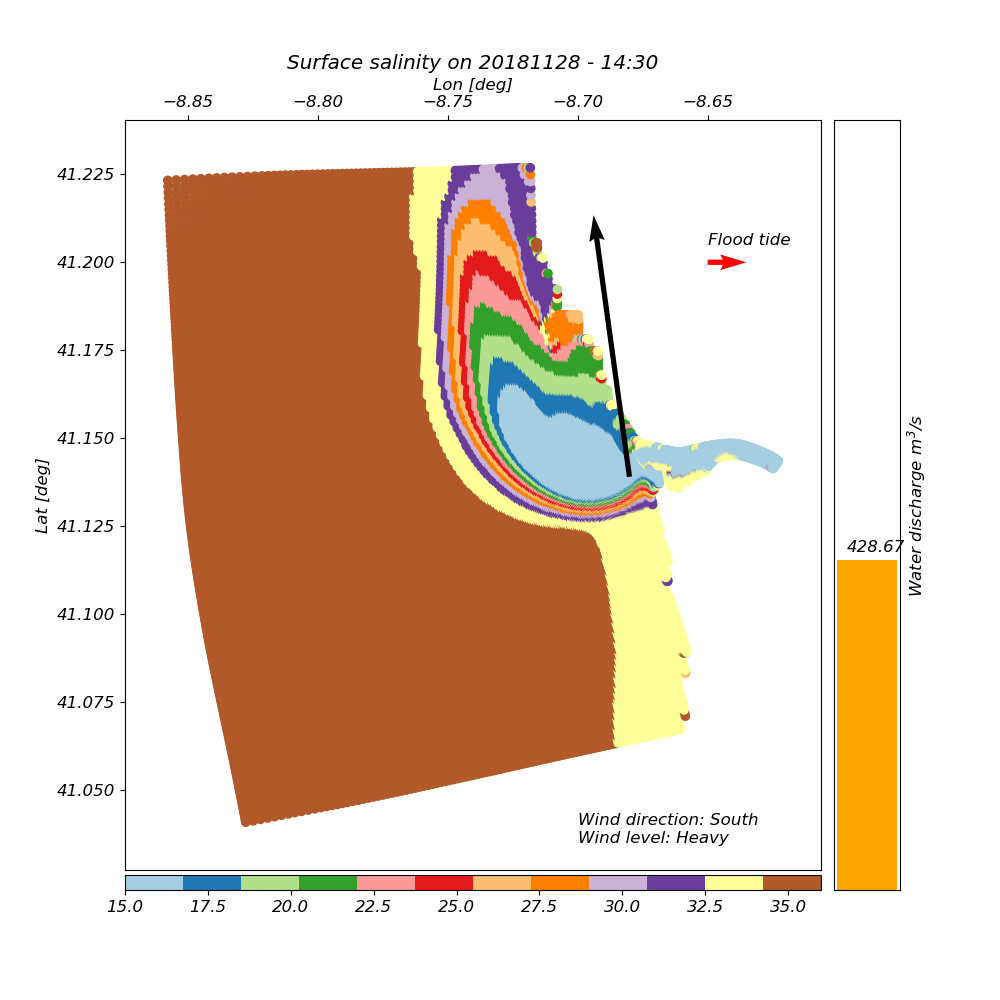 Surface salinity on 20181128 - 14:30
Lon [deg]
−8.85 −8.80 −8.75 −8.70 −8.65
41.225
41.200
41.175
41.150
41.125
41.100
41.075
41.050
Lat [deg]
Flood tide
Wind direction: South
Wind level: Heavy
428.67
Water discharge m³/s
15.0 17.5 20.0 22.5 25.0 27.5 30.0 32.5 35.0